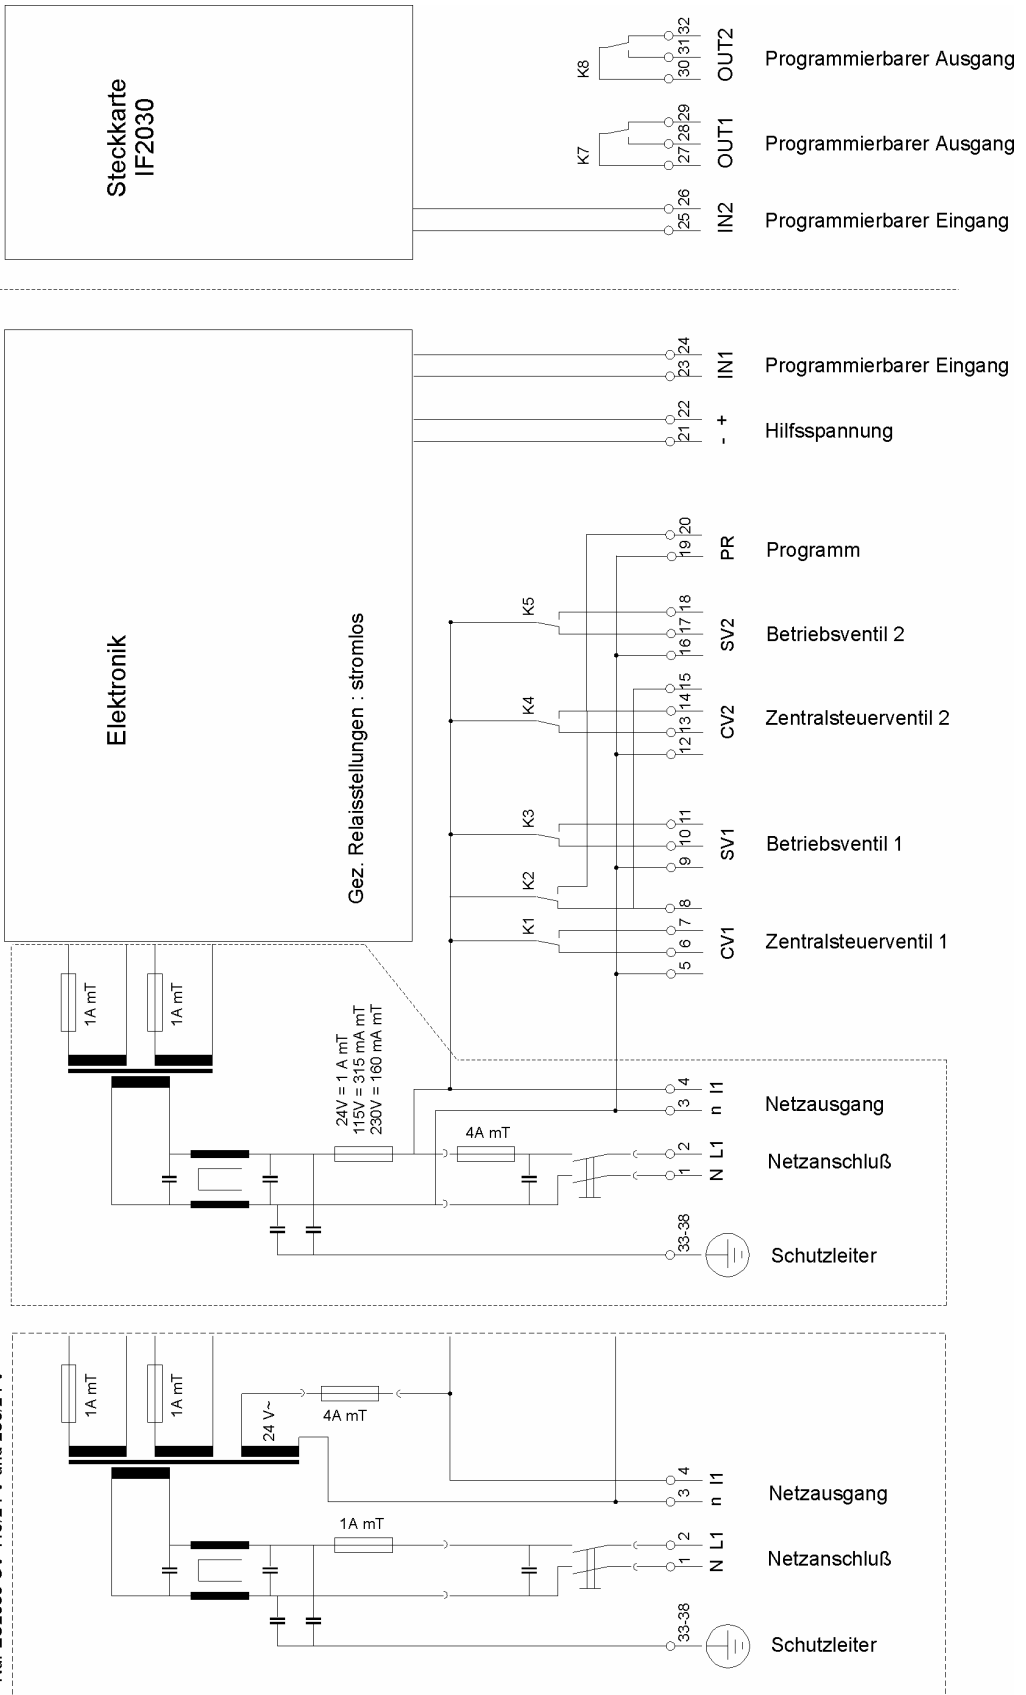 Steckkarte
IF2030
K8
32
31
30
OUT2
Programmierbarer Ausgang
K7
29
28
27
OUT1
Programmierbarer Ausgang
26
25
IN2
Programmierbarer Eingang
Elektronik
Gez. Relaisstellungen : stromlos
24
23
IN1
Programmierbarer Eingang
22
21
+
-
Hilfsspannung
20
19
PR
Programm
K5
18
17
16
SV2
Betriebsventil 2
K4
15
14
13
12
CV2
Zentralsteuerventil 2
K3
11
10
9
SV1
Betriebsventil 1
K2
8
K1
7
6
5
CV1
Zentralsteuerventil 1
1A mT
1A mT
24V = 1 A mT
115V = 315 mA mT
230V = 160 mA mT
4
3
n l1
Netzausgang
4A mT
2
1
N L1
Netzanschluß
33-38
Schutzleiter
1A mT
1A mT
24 V~
4A mT
4
3
n l1
Netzausgang
1A mT
2
1
N L1
Netzanschluß
33-38
Schutzleiter